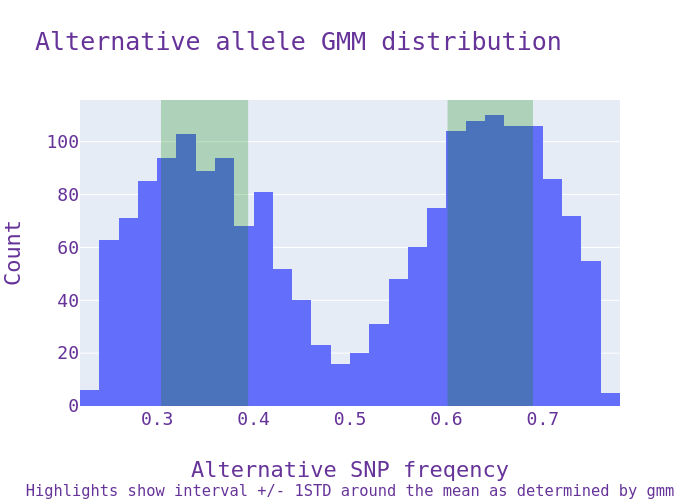 Alternative allele GMM distribution
Count
100
80
60
40
20
0
0.3 0.4 0.5 0.6 0.7
Alternative SNP freqency
Highlights show interval +/- 1STD around the mean as determined by gmm